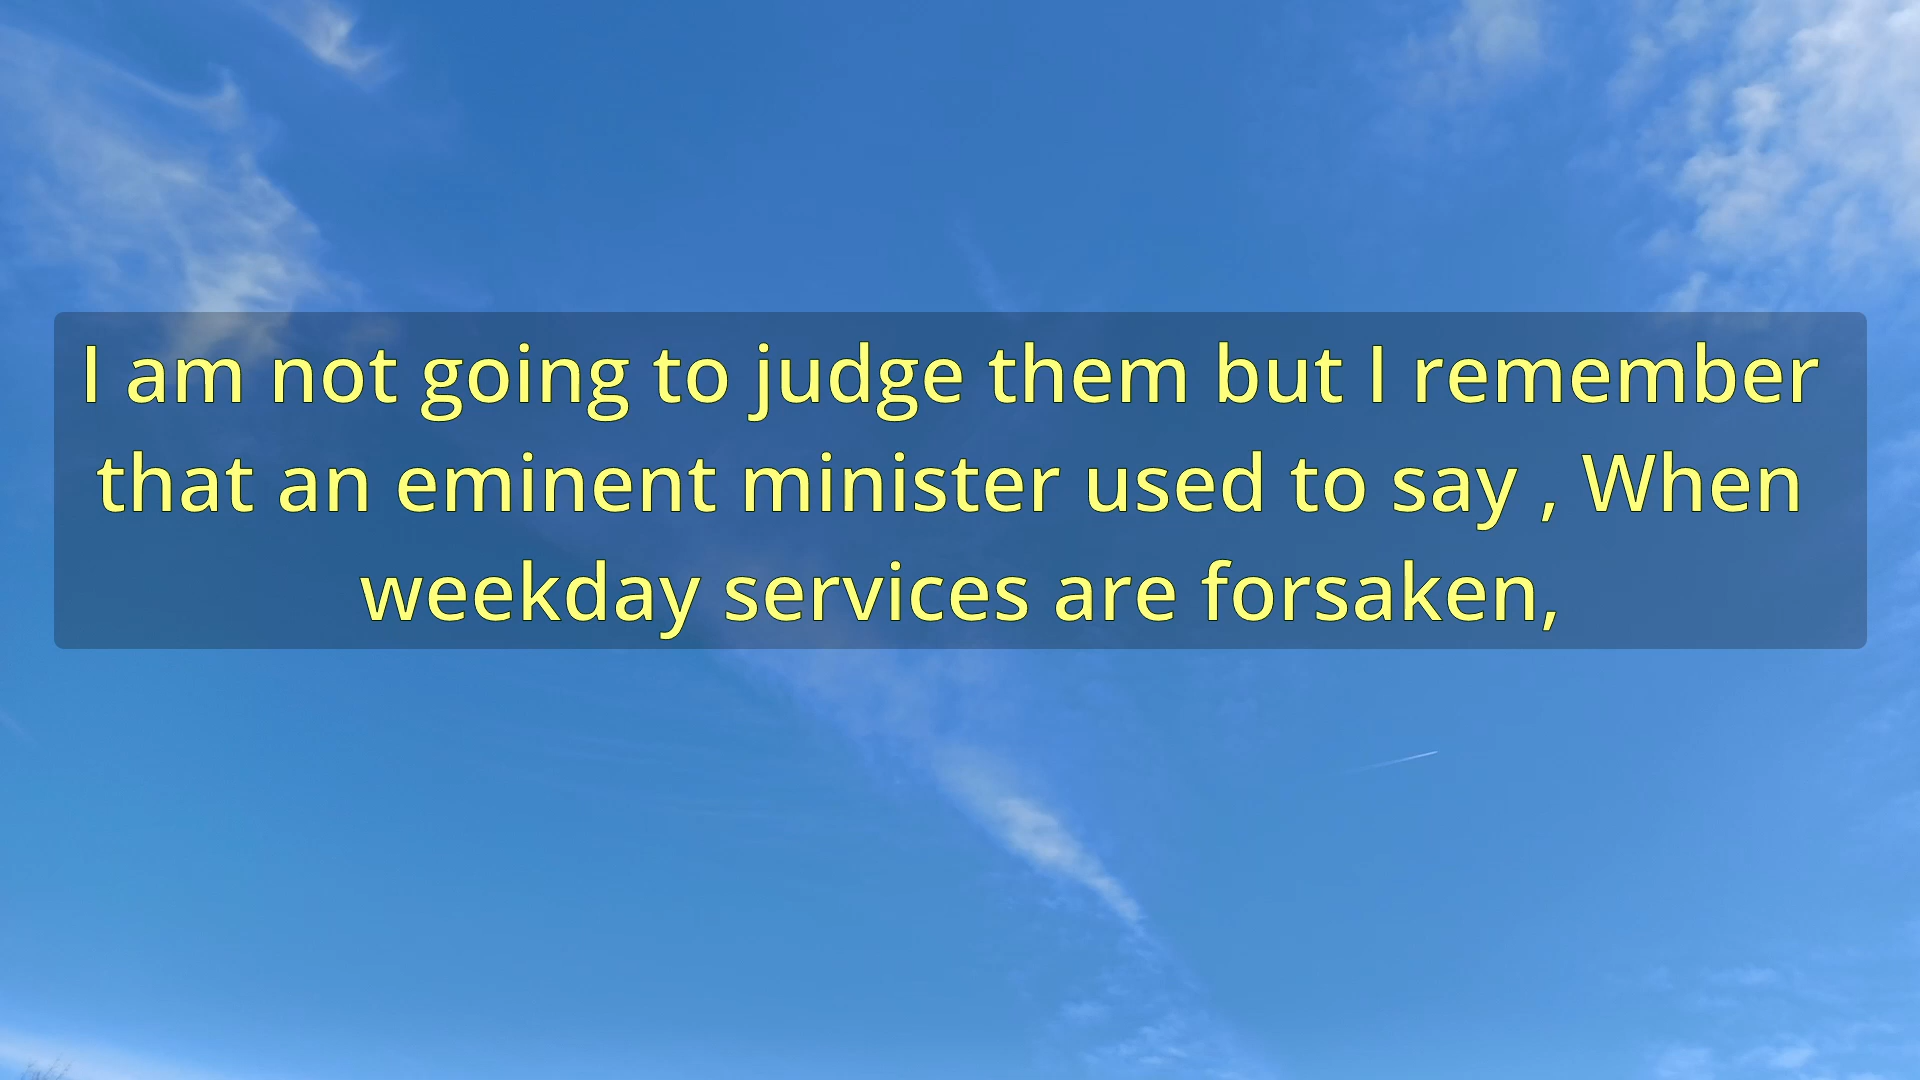 I am not going to judge them but I remember
that an eminent minister used to say , When
weekday services are forsaken,